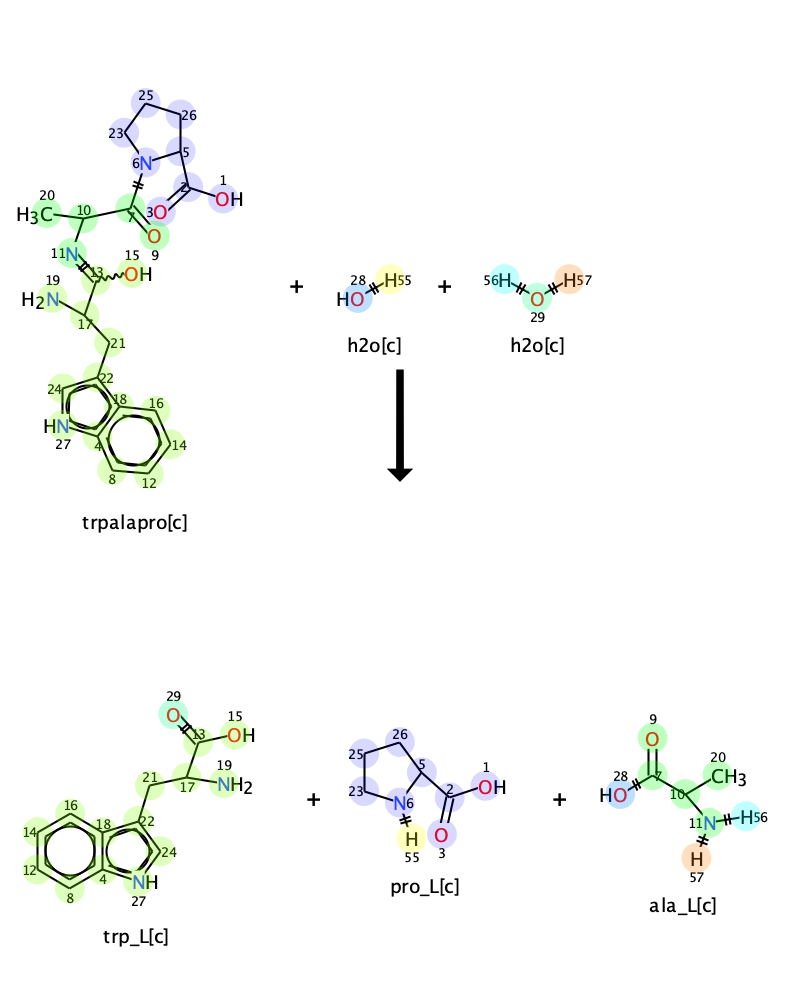 25
26
23
6 N 5
20 2 1
H3C 10 7 3 O OH
11 N O 9
15
19 13 OH
H2N
17
21
22
24
18 16
HN
27 4 14
8 12
trpalapro[c]
+
28
HO H 55
h2o[c]
+
56 H O H 57
29
h2o[c]
29
O 15
13 OH
19
21 17 NH2
16
22
14 18
24
12 4
NH
8 27
trp_L[c]
+
26
25 5
1
23 2 OH
N 6
H O
55 3
pro_L[c]
+
9
O
20
28 7 CH3
HO 10
11 N H 56
H
57
ala_L[c]